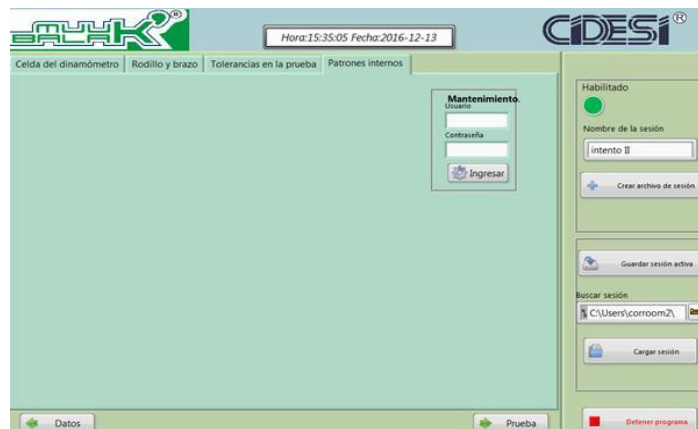 MUUK
BALAK ®
Hora:15:35:05 Fecha:2016-12-13
CIDESI ®
Celda del dinamómetro Rodillo y brazo Tolerancias en la prueba Patrones internos
Mantenimiento.
Usuario
Contraseña
Ingresar
Habilitado
Nombre de la sesión
intento II
Crear archivo de sesión
Guardar sesión activa
Buscar sesión
C:\Users\corroom2\
Cargar sesión
Datos
Prueba
Detener programa